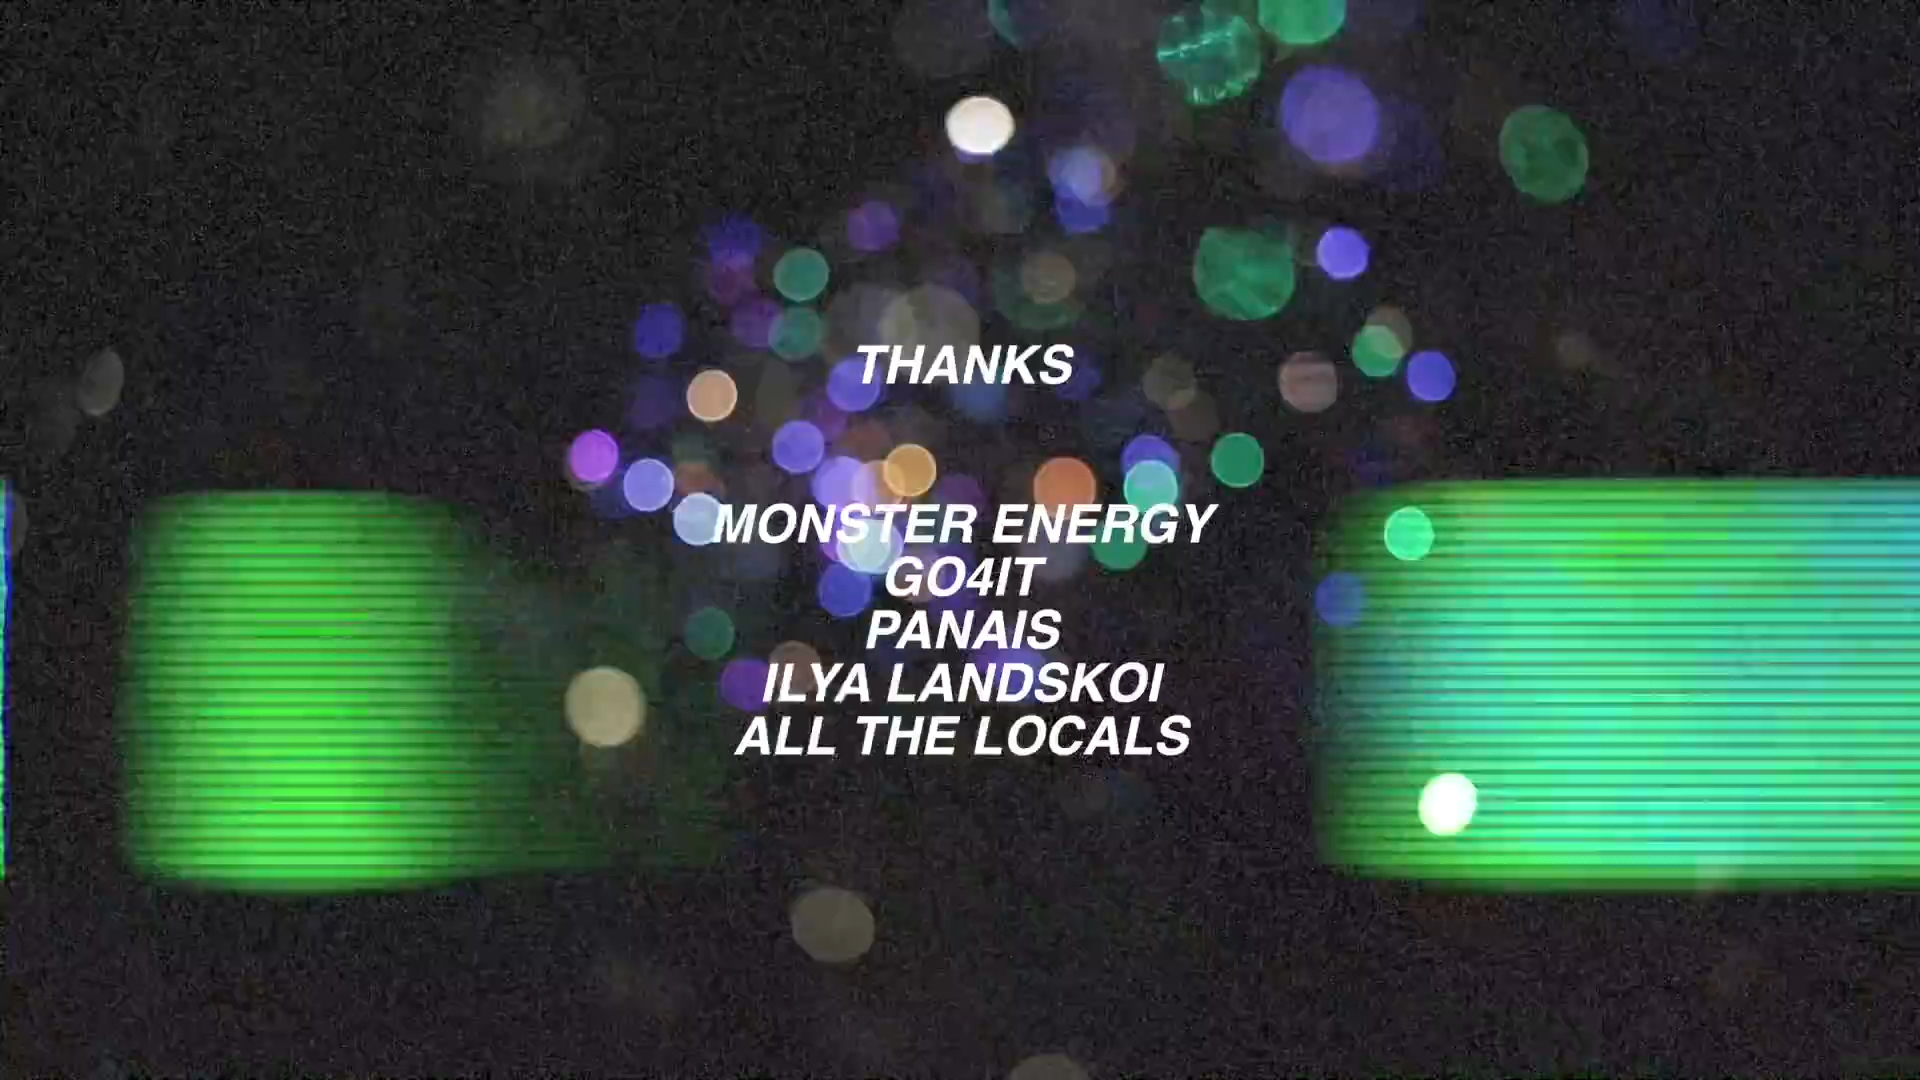 THANKS
MONSTER ENERGY
GO4IT
PANAIS
ILYA LANDSKOI
ALL THE LOCALS